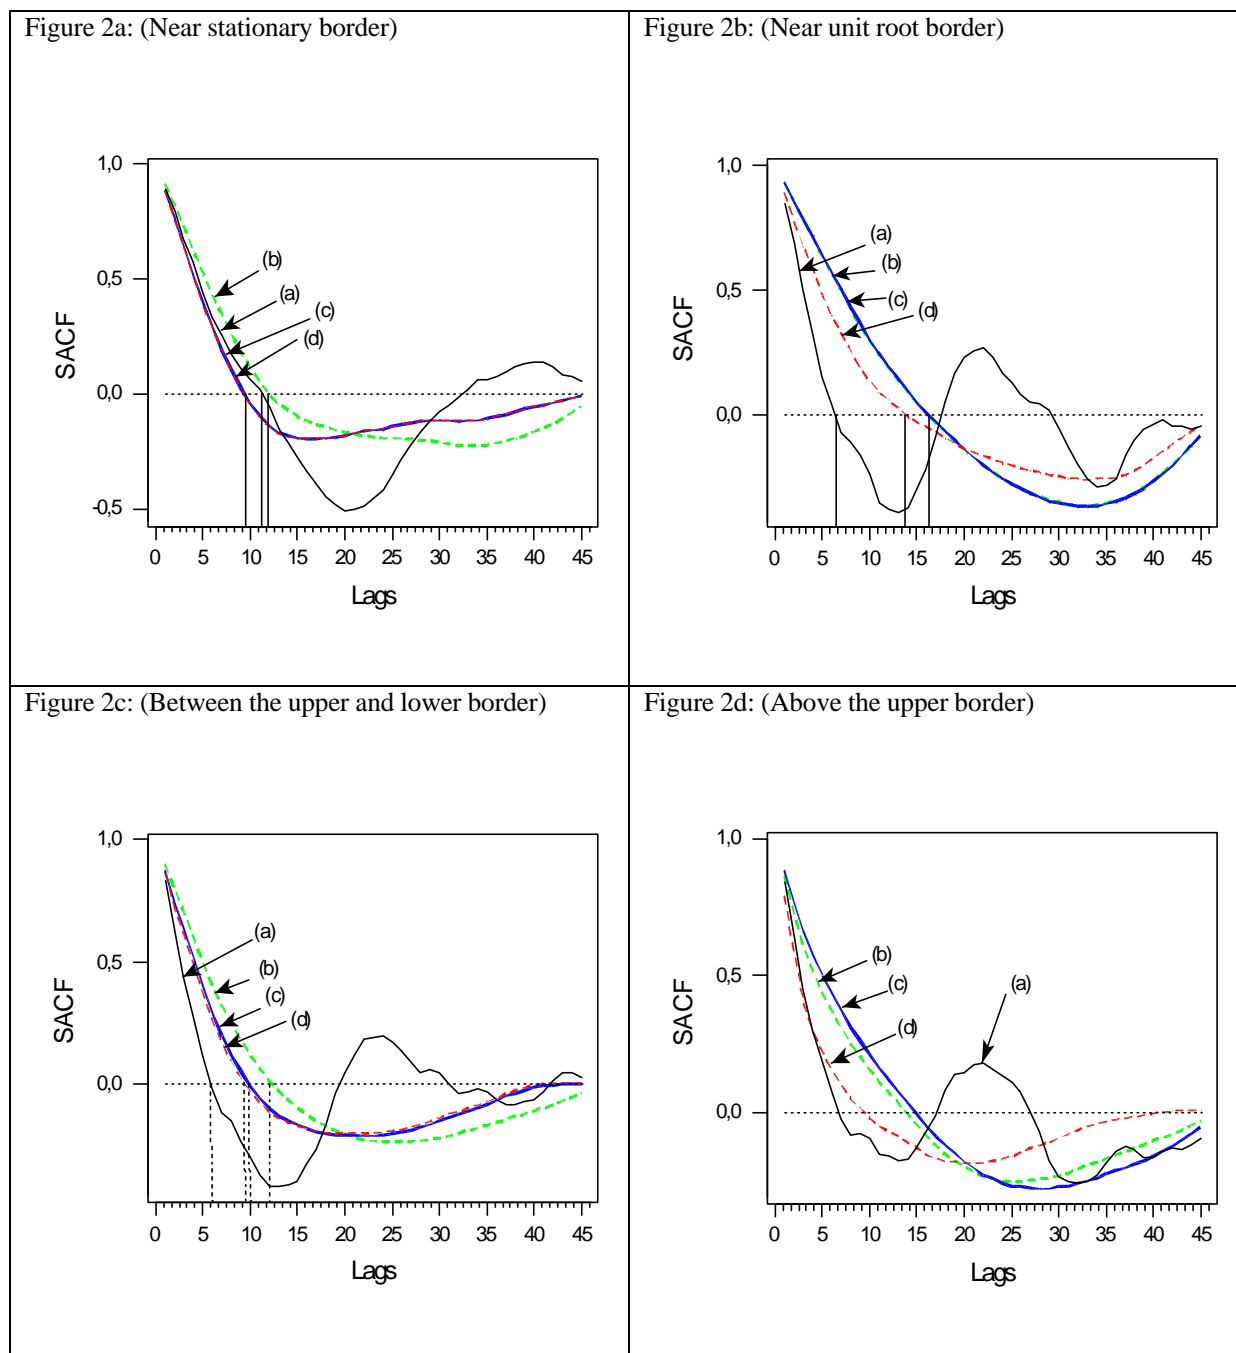 Figure 2a: (Near stationary border)
1,0
0,5
0,0
-0,5
SACF
(b)
(a)
(c)
(d)
0 5 10 15 20 25 30 35 40 45
Lags
Figure 2b: (Near unit root border)
1,0
0,5
0,0
SACF
(a)
(b)
(c)
(d)
0 5 10 15 20 25 30 35 40 45
Lags
Figure 2c: (Between the upper and lower border)
1,0
0,5
0,0
SACF
(a)
(b)
(c)
(d)
0 5 10 15 20 25 30 35 40 45
Lags
Figure 2d: (Above the upper border)
1,0
0,5
0,0
SACF
(b)
(c)
(a)
(d)
0 5 10 15 20 25 30 35 40 45
Lags